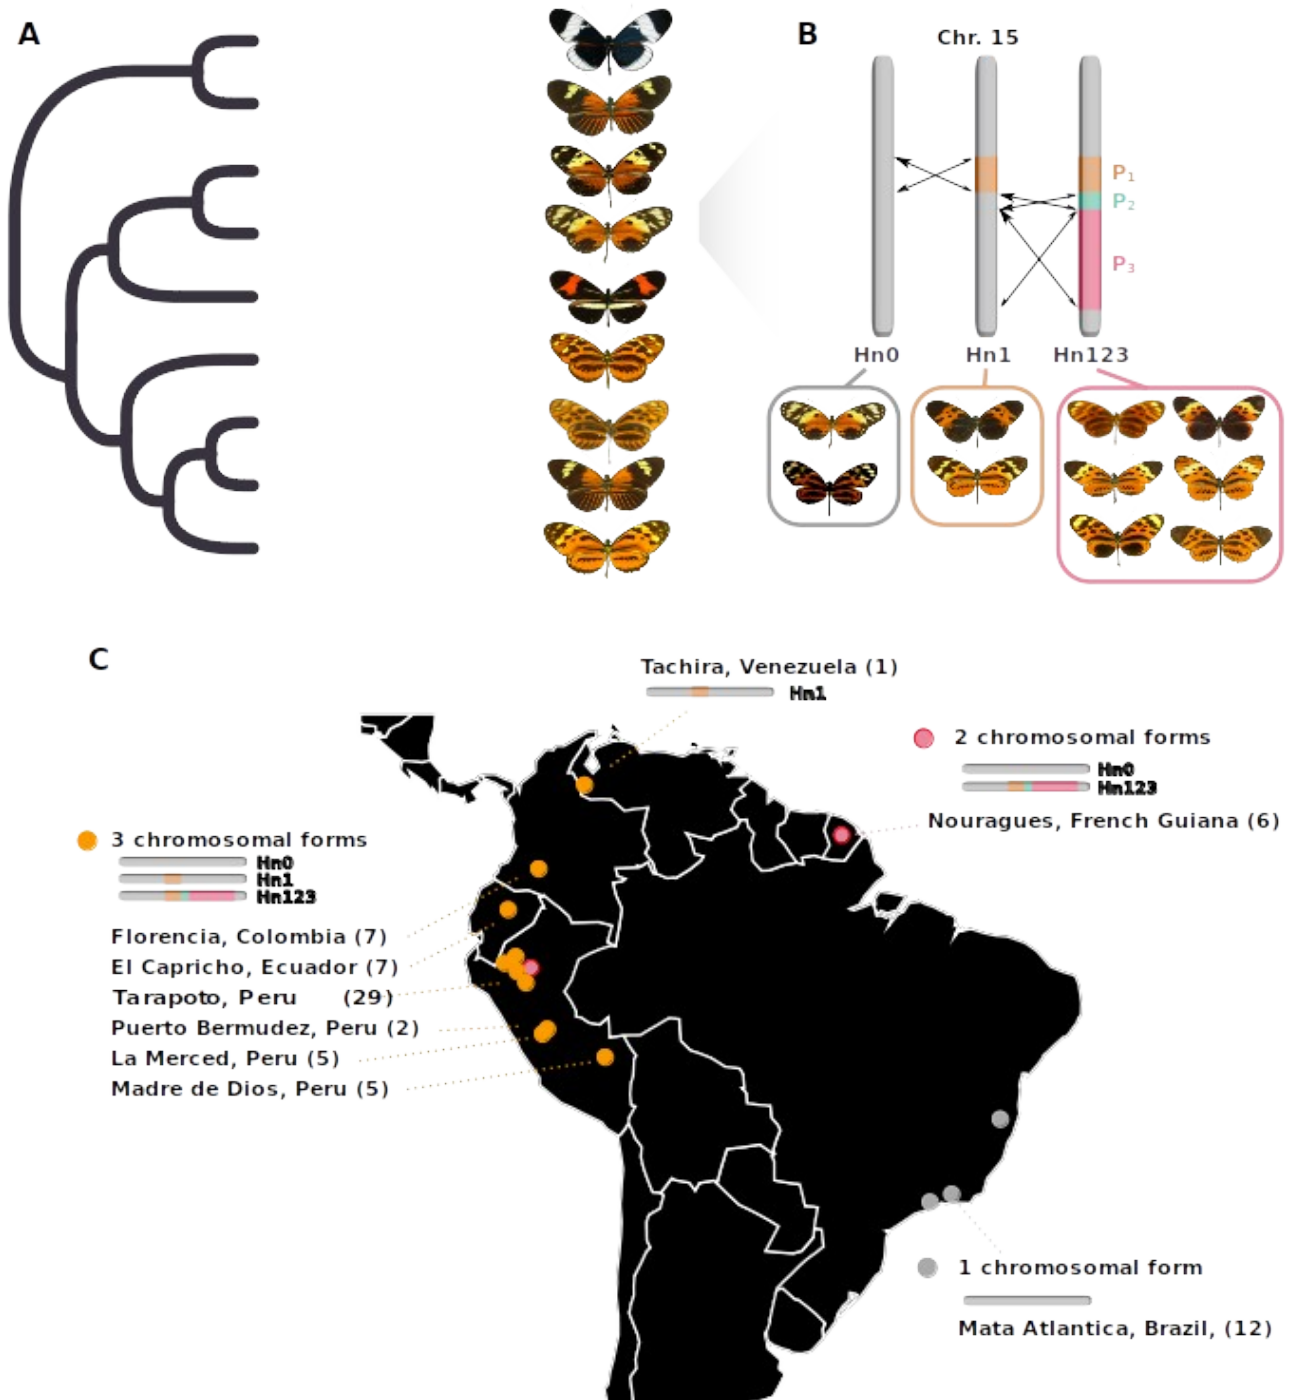 A
B
Chr. 15
P1
P2
P3
Hn0 Hn1 Hn123
C
Tachira, Venezuela (1)
Hn1
2 chromosomal forms
Hn0
Hn123
Nouragues, French Guiana (6)
3 chromosomal forms
Hn0
Hn1
Hn123
Florencia, Colombia (7)
El Capricho, Ecuador (7)
Tarapoto, Peru (29)
Puerto Bermudez, Peru (2)
La Merced, Peru (5)
Madre de Dios, Peru (5)
1 chromosomal form
Mata Atlantica, Brazil, (12)